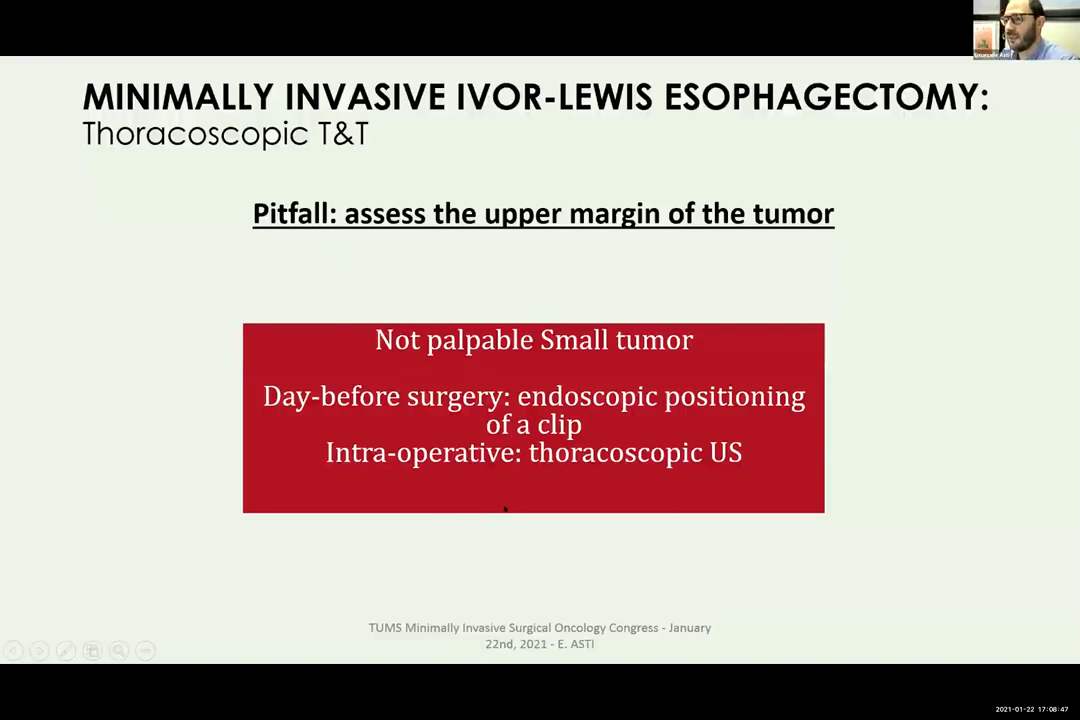 Emanuele Asti
MINIMALLY INVASIVE IVOR-LEWIS ESOPHAGECTOMY:
Thoracoscopic T&T
Pitfall: assess the upper margin of the tumor
Not palpable Small tumor
Day-before surgery: endoscopic positioning
of a clip
Intra-operative: thoracoscopic US
TUMS Minimally Invasive Surgical Oncology Congress - January
22nd, 2021 - E. ASTI
2021-01-22 17:08:47